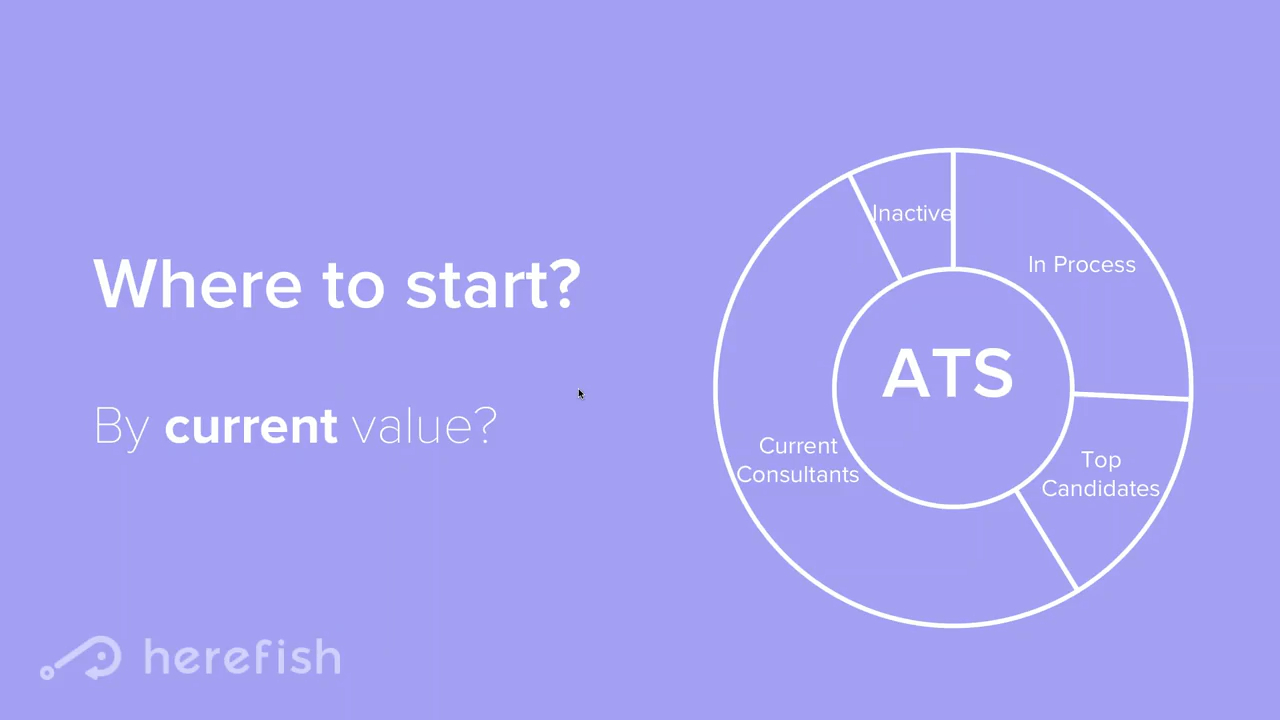 Where to start?
By current value?
Inactive
In Process
ATS
Current
Consultants
Top
Candidates
herefish